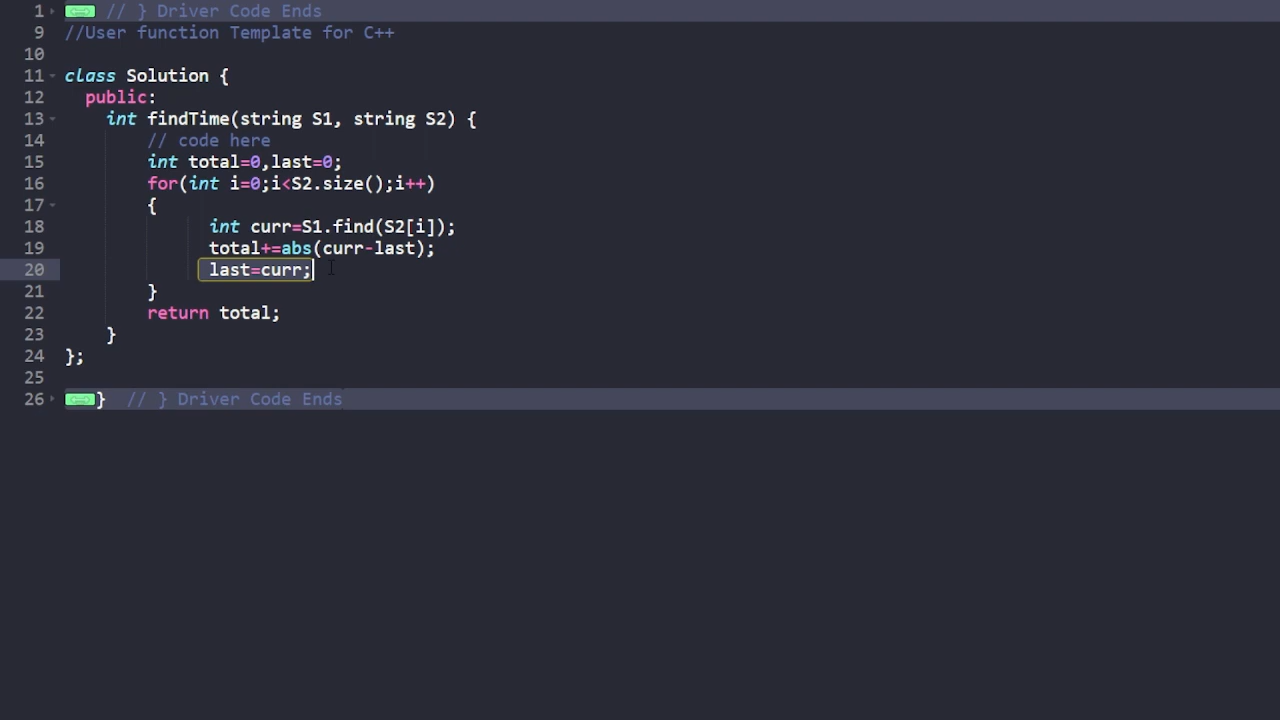 1 // } Driver Code Ends
9 //User function Template for C++
10
11 class Solution {
12 public:
13 int findTime(string S1, string S2) {
14 // code here
15 int total=0,last=0;
16 for(int i=0;i<S2.size();i++)
17 {
18 int curr=S1.find(S2[i]);
19 total+=abs(curr-last);
20 last=curr;
21 }
22 return total;
23 }
24 };
25
26 } // } Driver Code Ends